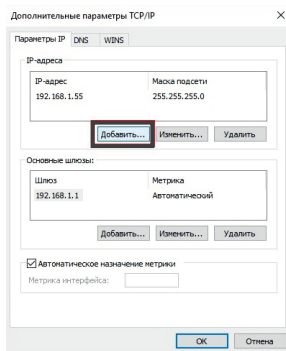 Дополнительные параметры TCP/IP
Параметры IP DNS WINS
IP-адреса
IP-адрес Маска подсети
192.168.1.55 255.255.255.0
Добавить... Изменить... Удалить
Основные шлюзы:
Шлюз Метрика
192.168.1.1 Автоматический
Добавить... Изменить... Удалить
Автоматическое назначение метрики
Метрика интерфейса:
OK Отмена